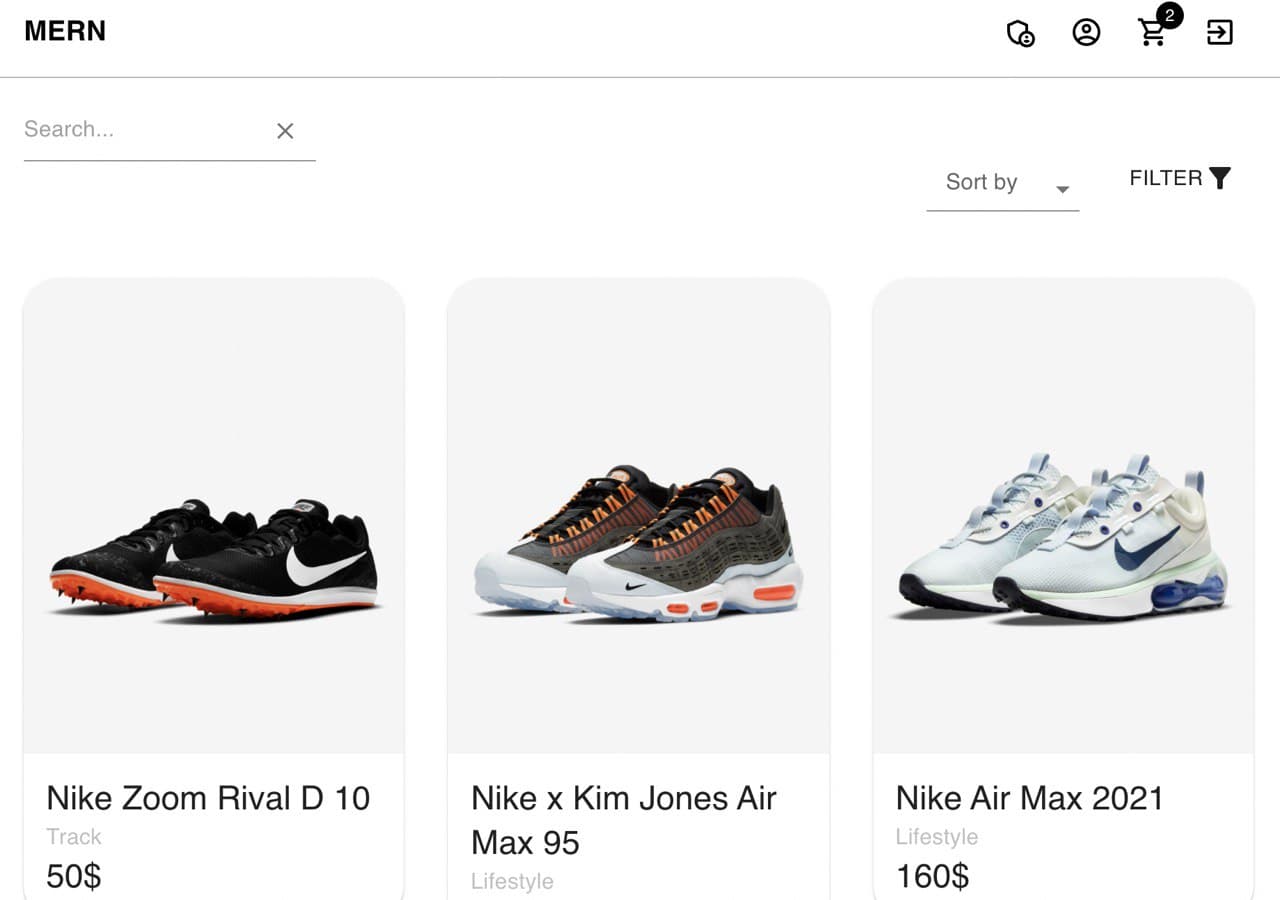 MERN
2
Search...
Sort by
FILTER
Nike Zoom Rival D 10
Track
50$
Nike x Kim Jones Air
Max 95
Lifestyle
Nike Air Max 2021
Lifestyle
160$